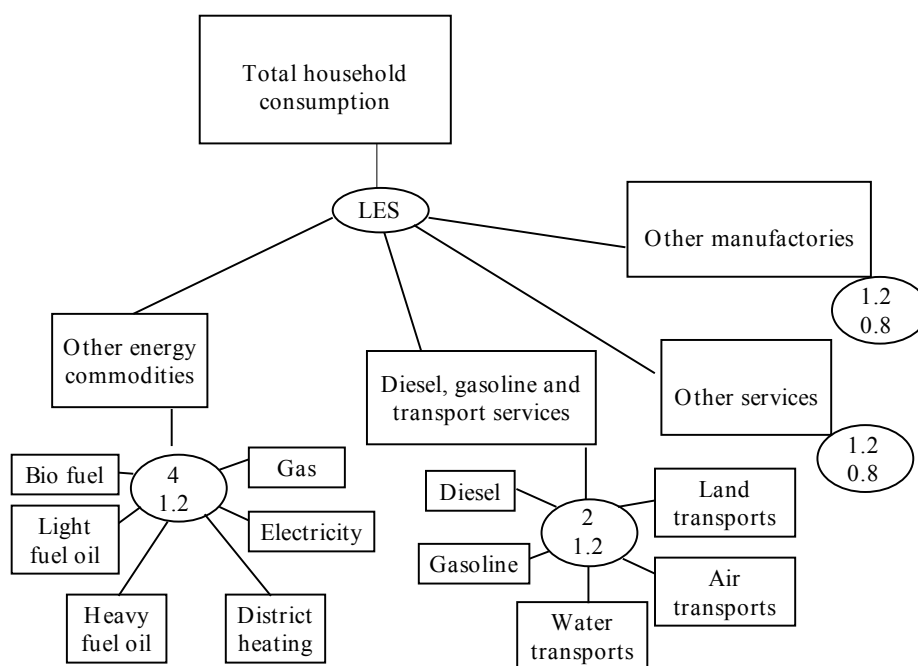 Total household
consumption
LES
Other manufactories
1.2
0.8
Other energy
commodities
Diesel, gasoline and
transport services
Other services
1.2
0.8
Bio fuel
4
1.2
Gas
Light
fuel oil
Electricity
Heavy
fuel oil
District
heating
Diesel
2
1.2
Land
transports
Gasoline
Air
transports
Water
transports